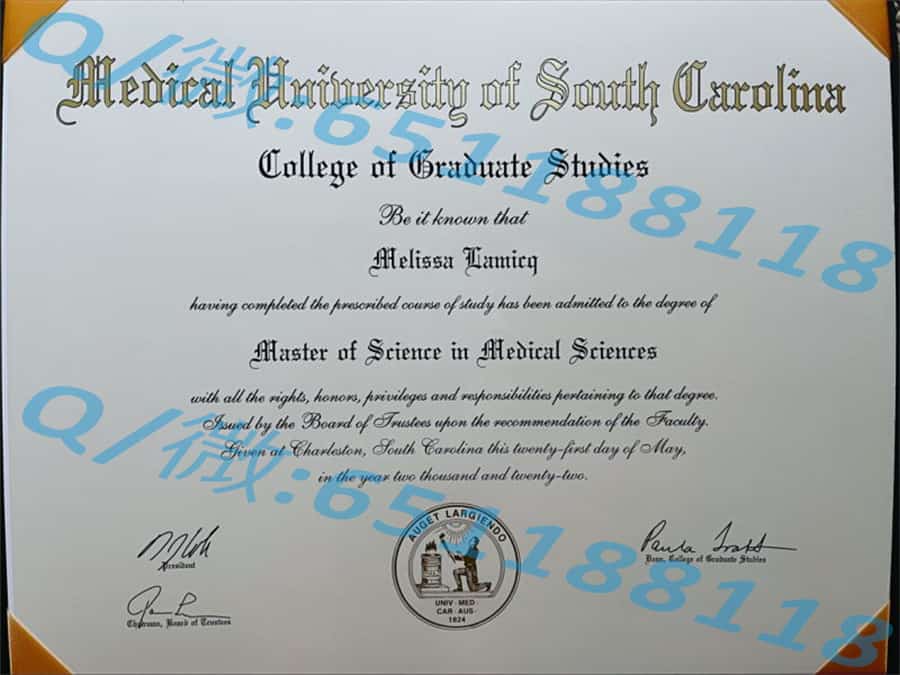 Medical University of South Carolina
College of Graduate Studies
Be it known that
Melissa Lamicq
having completed the prescribed course of study has been admitted to the degree of
Master of Science in Medical Sciences
with all the rights, honors, privileges and responsibilities pertaining to that degree.
Issued by the Board of Trustees upon the recommendation of the Faculty.
Given at Charleston, South Carolina this twenty-first day of May,
in the year two thousand and twenty-two.
President
Chairman, Board of Trustees
AUGET LARGIENDO
UNIV·MED·
CAR·AUS·
1824
Paula Traktman
Dean, College of Graduate Studies
Q/微:65118811８
Q/微:651188118